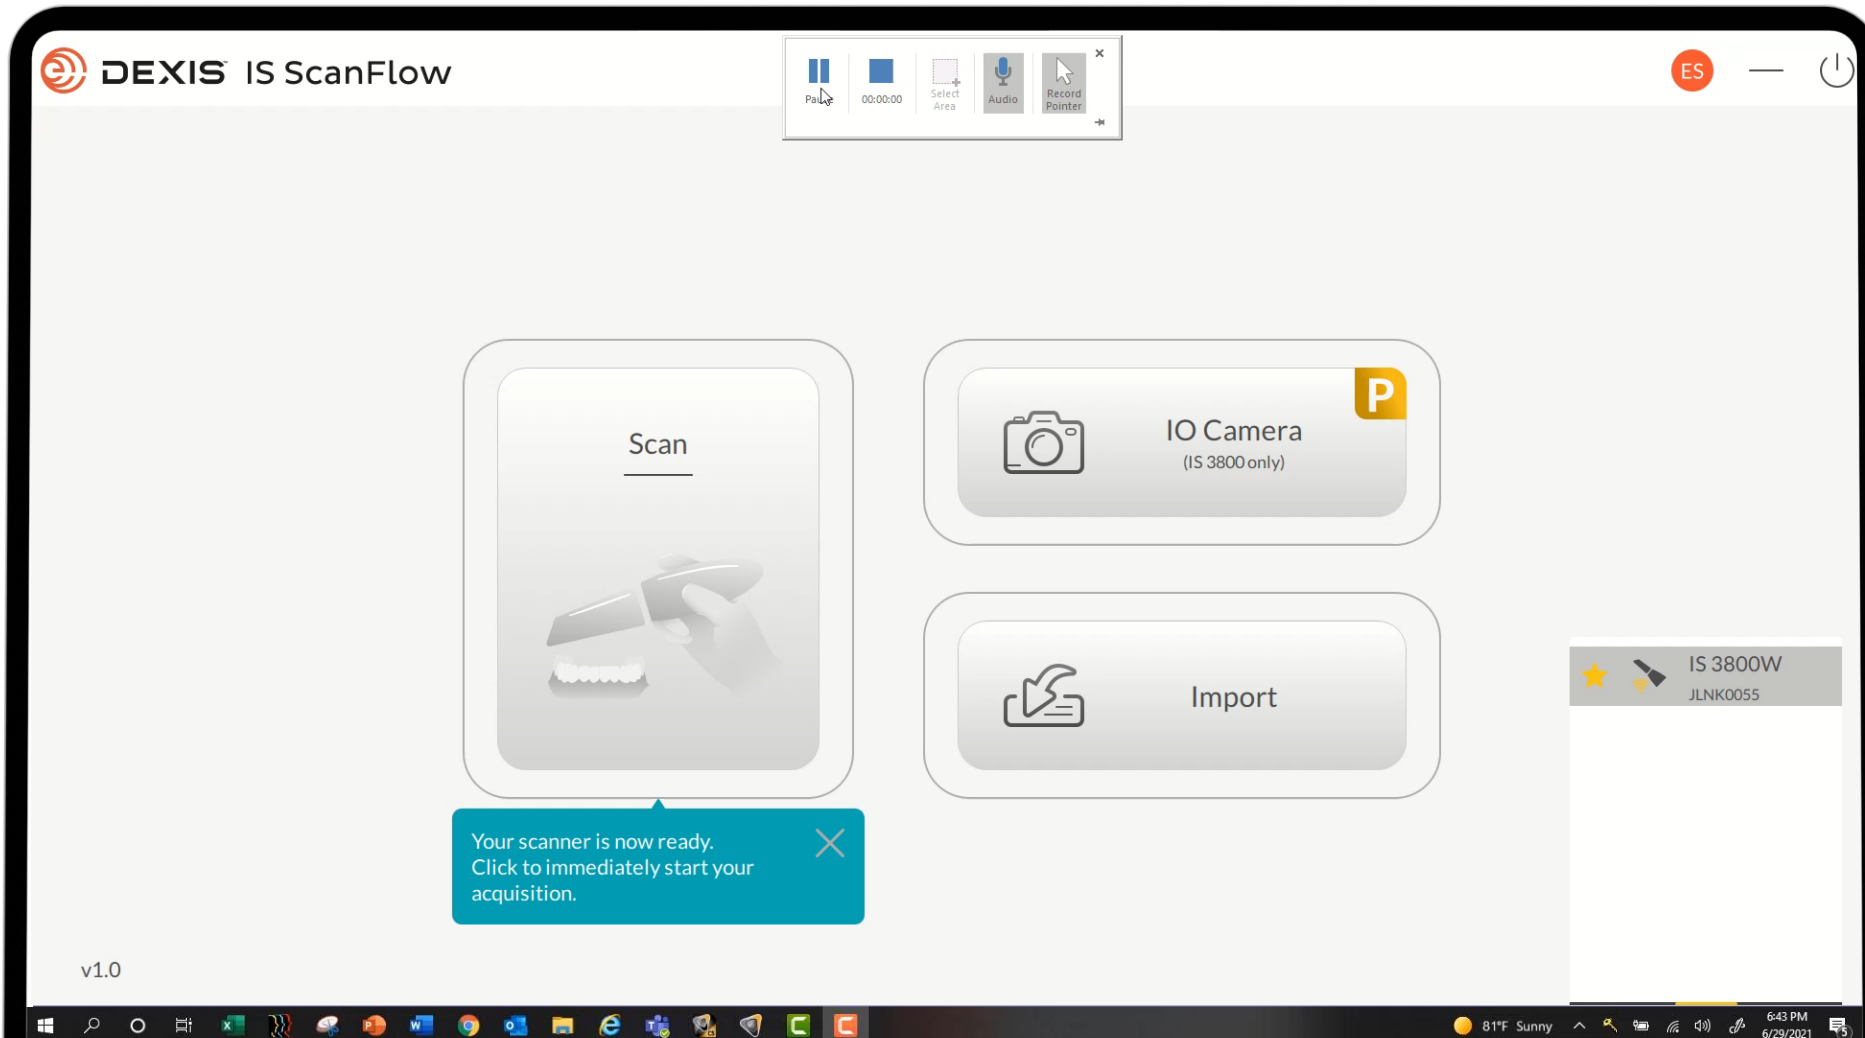 DEXIS IS ScanFlow
Pause
00:00:00
Select
Area
Audio
Record
Pointer
ES
Scan
P
IO Camera
(IS 3800 only)
Import
IS 3800W
JLNK0055
Your scanner is now ready.
Click to immediately start your
acquisition.
v1.0
81°F Sunny
6:43 PM
6/29/2021
5